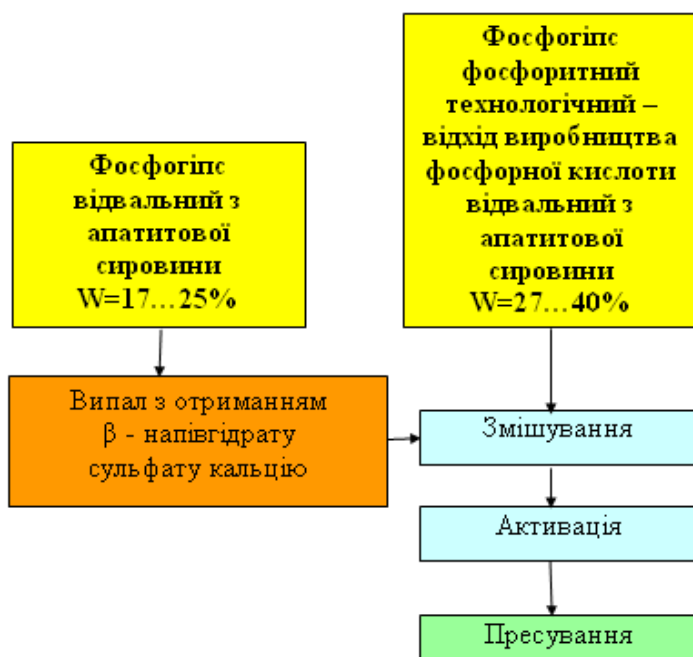 Фосфогіпс
відвальний з
апатитової
сировини
W=17…25%
Фосфогіпс
фосфоритний
технологічний –
відхід виробництва
фосфорної кислоти
відвальний з
апатитової
сировини
W=27…40%
Випал з отриманням
β - напівгідрату
сульфату кальцію
Змішування
Активація
Пресування